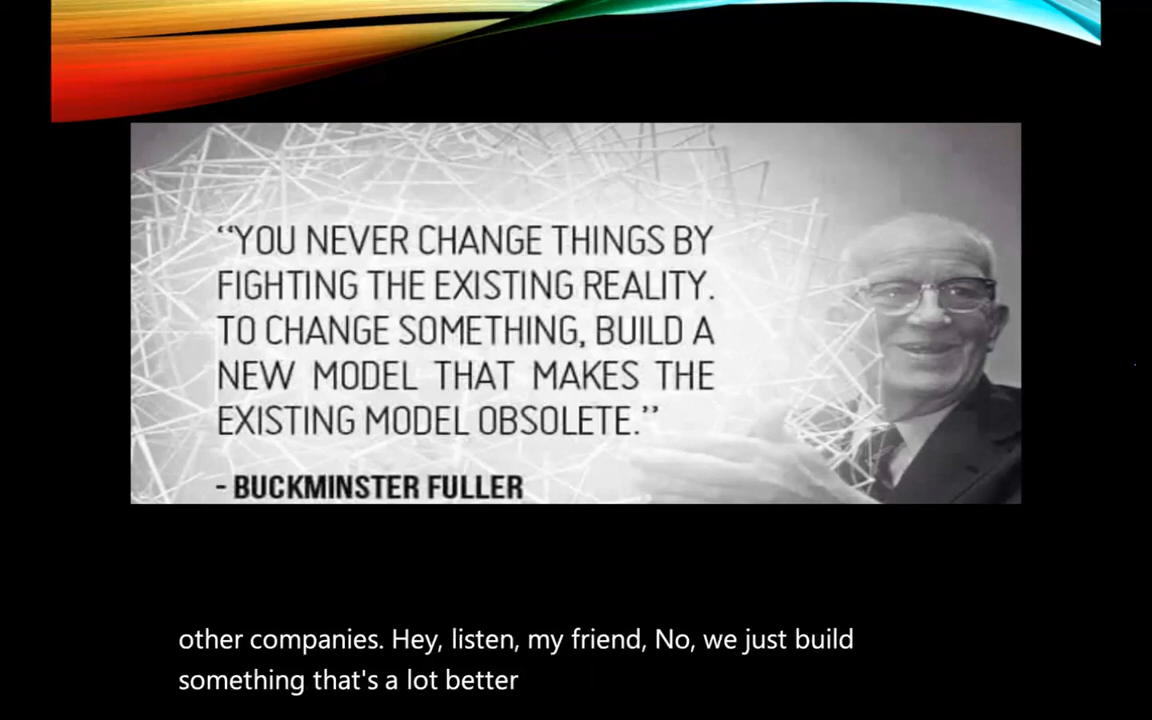 “YOU NEVER CHANGE THINGS BY
FIGHTING THE EXISTING REALITY.
TO CHANGE SOMETHING, BUILD A
NEW MODEL THAT MAKES THE
EXISTING MODEL OBSOLETE.”
- BUCKMINSTER FULLER
other companies. Hey, listen, my friend, No, we just build
something that's a lot better